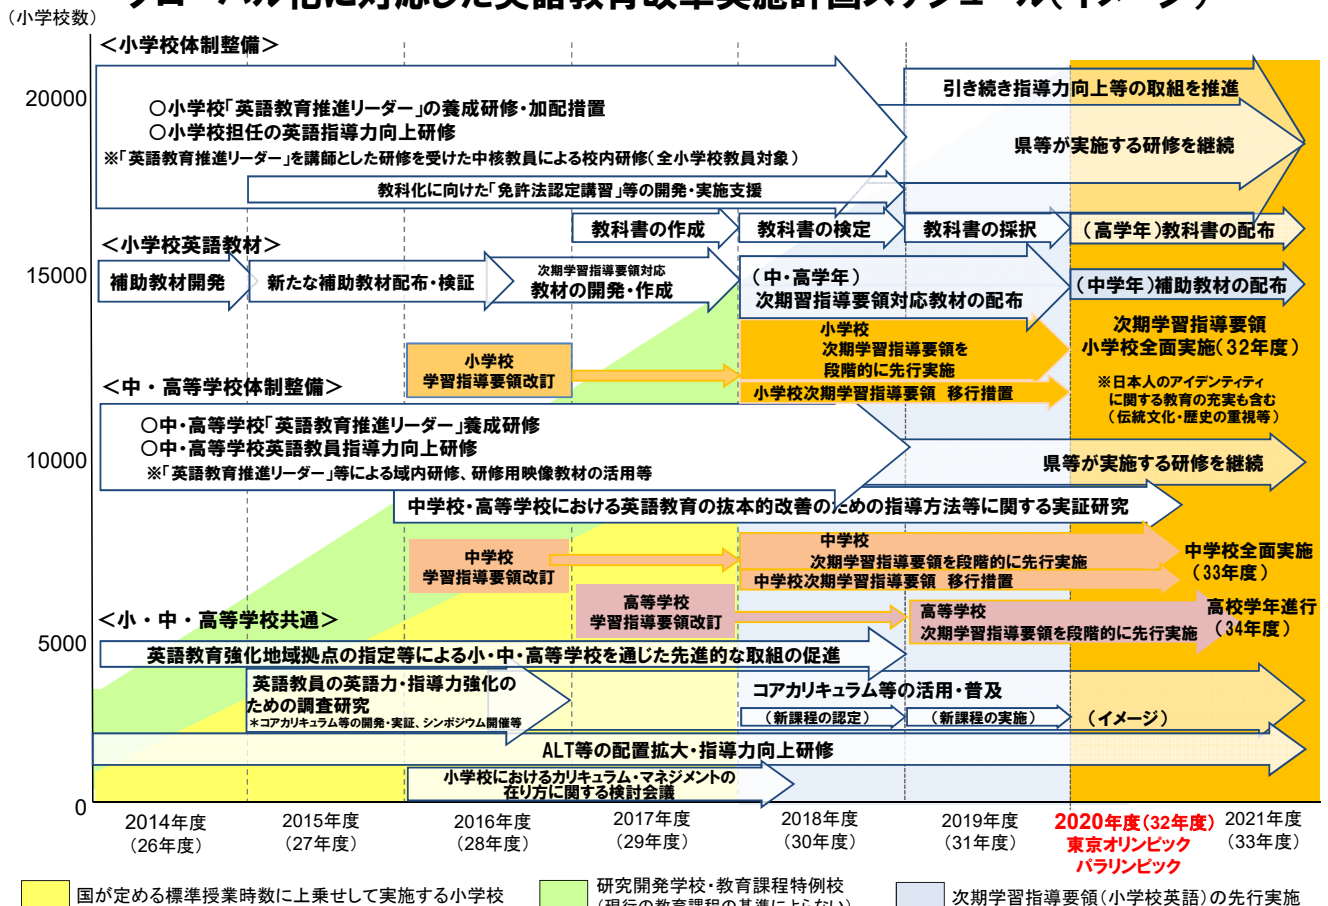 グローバル化に対応した英語教育改革実施計画スケジュール(イメージ)
(小学校数)
＜小学校体制整備＞
20000
○小学校「英語教育推進リーダー」の養成研修・加配措置
○小学校担任の英語指導力向上研修
※「英語教育推進リーダー」を講師とした研修を受けた中核教員による校内研修(全小学校教員対象)
教科化に向けた「免許法認定講習」等の開発・実施支援
引き続き指導力向上等の取組を推進
県等が実施する研修を継続
教科書の作成
教科書の検定
教科書の採択
(高学年)教科書の配布
＜小学校英語教材＞
15000
補助教材開発
新たな補助教材配布・検証
次期学習指導要領対応
教材の開発・作成
(中・高学年)
次期習指導要領対応教材の配布
(中学年)補助教材の配布
小学校
学習指導要領改訂
小学校
次期学習指導要領を
段階的に先行実施
小学校次期学習指導要領 移行措置
次期学習指導要領
小学校全面実施(32年度)
※日本人のアイデンティティ
に関する教育の充実も含む
(伝統文化・歴史の重視等)
＜中・高等学校体制整備＞
10000
○中・高等学校「英語教育推進リーダー」養成研修
○中・高等学校英語教員指導力向上研修
※「英語教育推進リーダー」等による域内研修、研修用映像教材の活用等
県等が実施する研修を継続
中学校・高等学校における英語教育の抜本的改善のための指導方法等に関する実証研究
中学校
学習指導要領改訂
中学校
次期学習指導要領を段階的に先行実施
中学校次期学習指導要領 移行措置
中学校全面実施
(33年度)
高等学校
学習指導要領改訂
高等学校
次期学習指導要領を段階的に先行実施
高校学年進行
(34年度)
＜小・中・高等学校共通＞
5000
英語教育強化地域拠点の指定等による小・中・高等学校を通じた先進的な取組の促進
英語教員の英語力・指導力強化の
ための調査研究
＊コアカリキュラム等の開発・実証、シンポジウム開催等
コアカリキュラム等の活用・普及
(新課程の認定)
(新課程の実施)
(イメージ)
ALT等の配置拡大・指導力向上研修
小学校におけるカリキュラム・マネジメントの
在り方に関する検討会議
0
2014年度
(26年度)
2015年度
(27年度)
2016年度
(28年度)
2017年度
(29年度)
2018年度
(30年度)
2019年度
(31年度)
2020年度(32年度)
東京オリンピック
パラリンピック
2021年度
(33年度)
国が定める標準授業時数に上乗せして実施する小学校
研究開発学校・教育課程特例校
(現行の教育課程の基準によらない)
次期学習指導要領(小学校英語)の先行実施